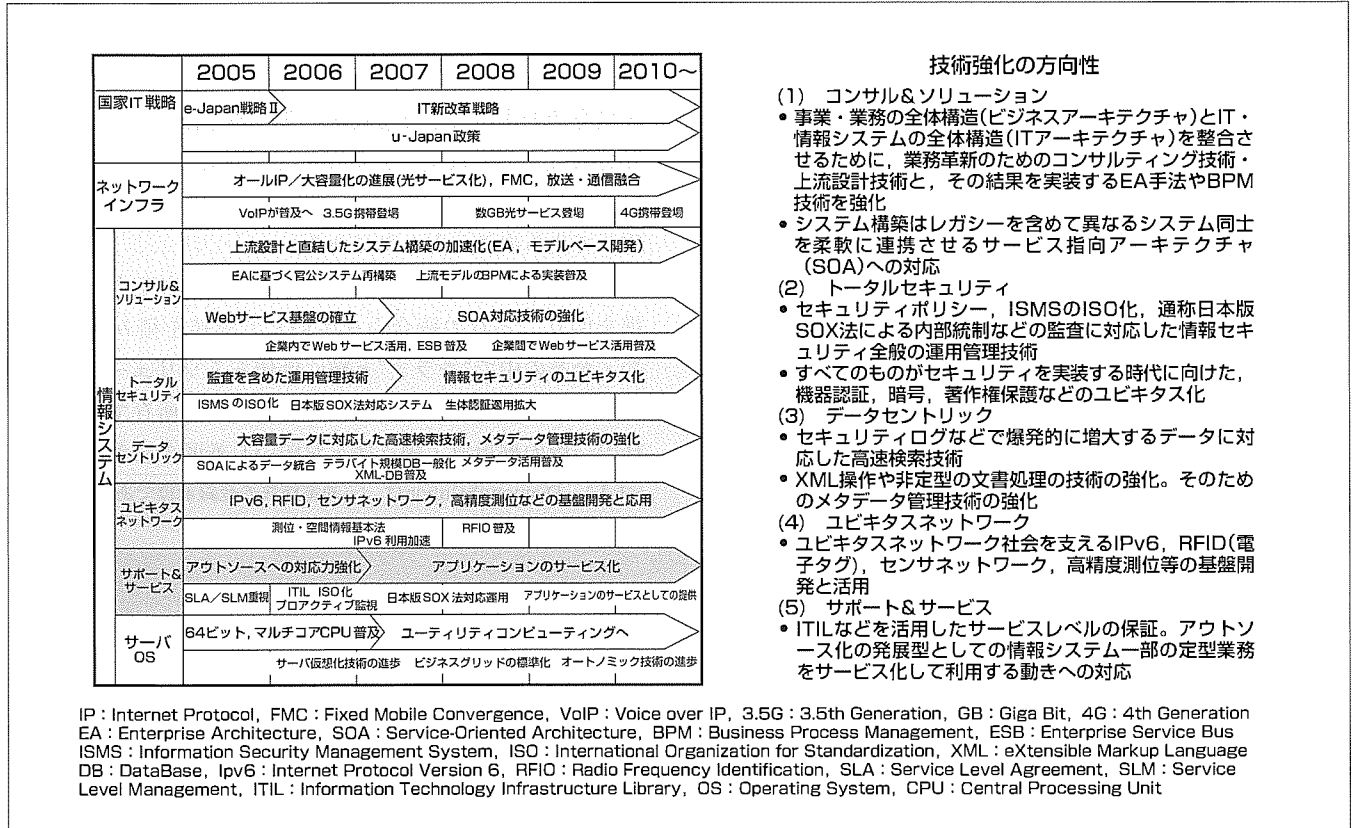 2005 2006 2007 2008 2009 2010～
国家IT戦略
e-Japan戦略Ⅱ IT新改革戦略
u-Japan政策
ネットワーク
インフラ
オールIP／大容量化の進展(光サービス化)，FMC，放送・通信融合
VoIPが普及へ 3.5G携帯登場 数GB光サービス登場 4G携帯登場
情報システム
コンサル&
ソリューション
上流設計と直結したシステム構築の加速化(EA，モデルベース開発)
EAに基づく官公システム再構築 上流モデルのBPMによる実装普及
Webサービス基盤の確立 SOA対応技術の強化
企業内でWebサービス活用，ESB普及 企業間でWebサービス活用普及
トータル
セキュリティ
監査を含めた運用管理技術 情報セキュリティのユビキタス化
ISMSのISO化 日本版SOX法対応システム 生体認証適用拡大
データ
セントリック
大容量データに対応した高速検索技術，メタデータ管理技術の強化
SOAによるデータ統合 テラバイト規模DB一般化 メタデータ活用普及
XML-DB普及
ユビキタス
ネットワーク
IPv6，RFID，センサネットワーク，高精度測位などの基盤開発と応用
測位・空間情報基本法 RFIO普及
IPv6利用加速
サポート&
サービス
アウトソースへの対応力強化 アプリケーションのサービス化
SLA／SLM重視 ITIL ISO化 日本版SOX法対応運用 アプリケーションのサービスとしての提供
プロアクティブ監視
サーバ
OS
64ビット，マルチコアCPU普及 ユーティリティコンピューティングへ
サーバ仮想化技術の進歩 ビジネスグリッドの標準化 オートノミック技術の進歩
技術強化の方向性
(1) コンサル&ソリューション
• 事業・業務の全体構造(ビジネスアーキテクチャ)とIT・
情報システムの全体構造(ITアーキテクチャ)を整合さ
せるために，業務革新のためのコンサルティング技術・
上流設計技術と，その結果を実装するEA手法やBPM
技術を強化
• システム構築はレガシーを含めて異なるシステム同士
を柔軟に連携させるサービス指向アーキテクチャ
(SOA)への対応
(2) トータルセキュリティ
• セキュリティポリシー，ISMSのISO化，通称日本版
SOX法による内部統制などの監査に対応した情報セキ
ュリティ全般の運用管理技術
• すべてのものがセキュリティを実装する時代に向けた，
機器認証，暗号，著作権保護などのユビキタス化
(3) データセントリック
• セキュリティログなどで爆発的に増大するデータに対
応した高速検索技術
• XML操作や非定型の文書処理の技術の強化。そのため
のメタデータ管理技術の強化
(4) ユビキタスネットワーク
• ユビキタスネットワーク社会を支えるIPv6，RFID(電
子タグ)，センサネットワーク，高精度測位等の基盤開
発と活用
(5) サポート&サービス
• ITILなどを活用したサービスレベルの保証。アウトソ
ース化の発展型としての情報システム一部の定型業務
をサービス化して利用する動きへの対応
IP：Internet Protocol，FMC：Fixed Mobile Convergence，VoIP：Voice over IP，3.5G：3.5th Generation，GB：Giga Bit，4G：4th Generation
EA：Enterprise Architecture，SOA：Service-Oriented Architecture，BPM：Business Process Management，ESB：Enterprise Service Bus
ISMS：Information Security Management System，ISO：International Organization for Standardization，XML：eXtensible Markup Language
DB：DataBase，Ipv6：Internet Protocol Version 6，RFIO：Radio Frequency Identification，SLA：Service Level Agreement，SLM：Service
Level Management，ITIL：Information Technology Infrastructure Library，OS：Operating System，CPU：Central Processing Unit